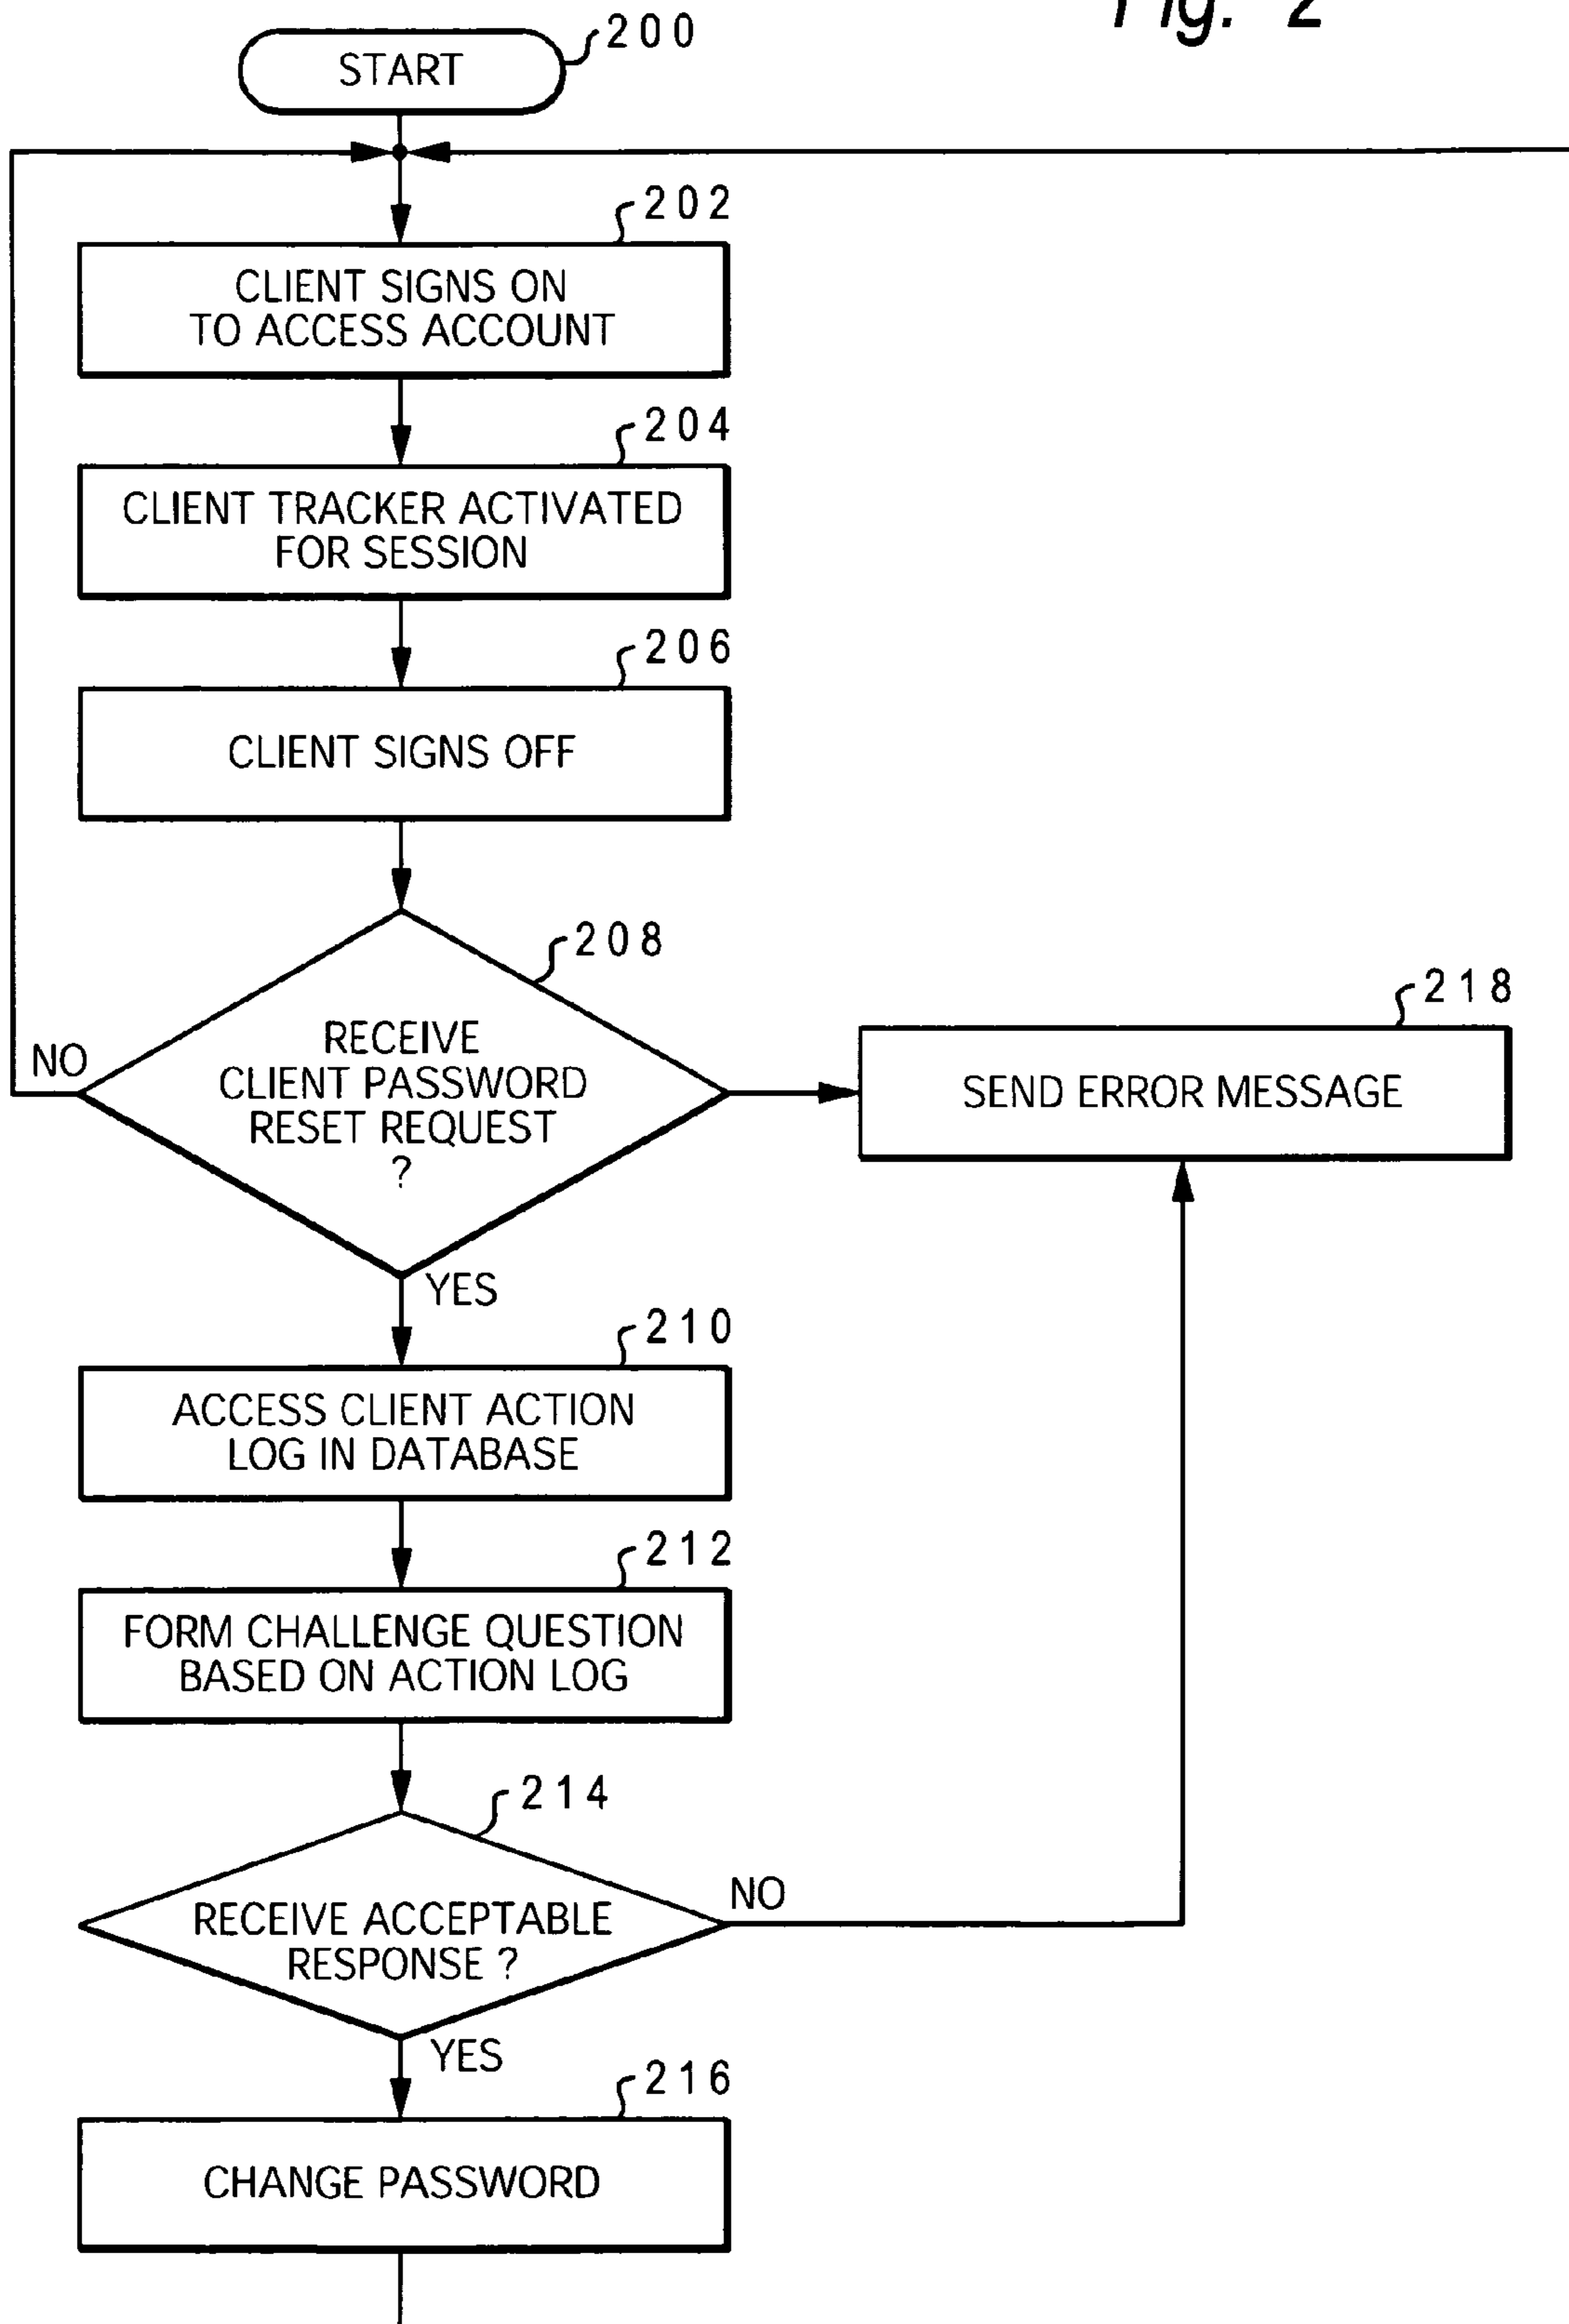 Fig. 2
START
200
202
CLIENT SIGNS ON
TO ACCESS ACCOUNT
204
CLIENT TRACKER ACTIVATED
FOR SESSION
206
CLIENT SIGNS OFF
208
RECEIVE
CLIENT PASSWORD
RESET REQUEST
?
NO
YES
218
SEND ERROR MESSAGE
210
ACCESS CLIENT ACTION
LOG IN DATABASE
212
FORM CHALLENGE QUESTION
BASED ON ACTION LOG
214
RECEIVE ACCEPTABLE
RESPONSE ?
NO
YES
216
CHANGE PASSWORD